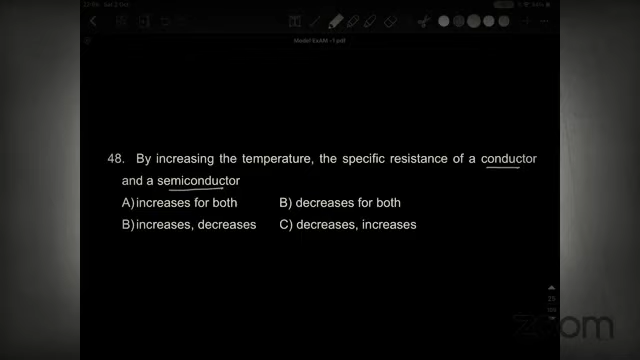 Model ExAM -1.pdf
48. By increasing the temperature, the specific resistance of a conductor
and a semiconductor
A) increases for both B) decreases for both
B) increases, decreases C) decreases, increases
zoom